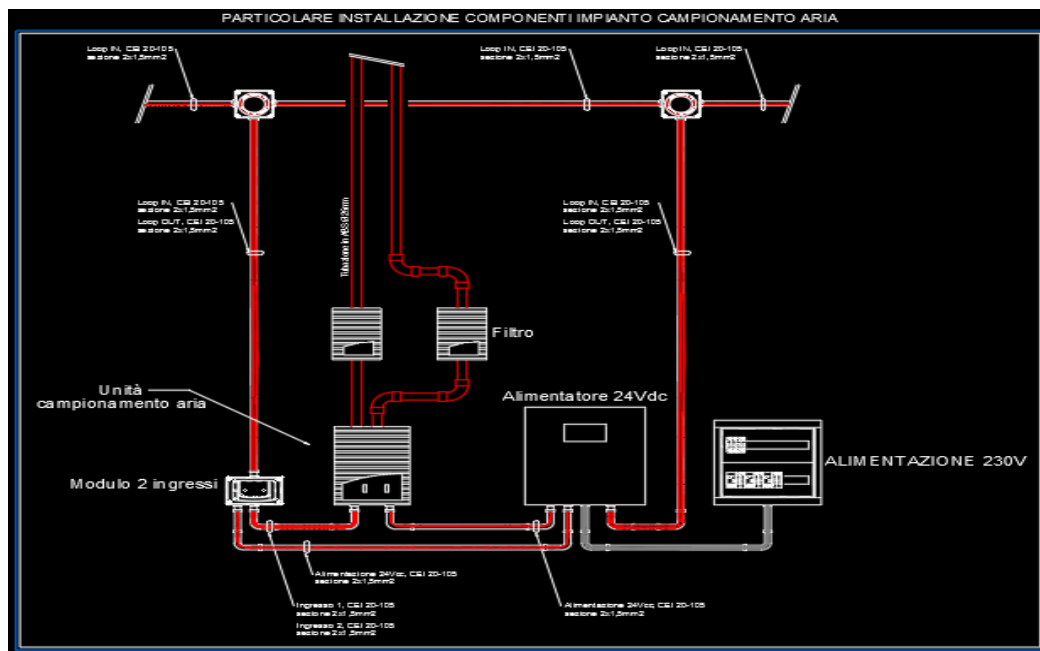 PARTICOLARE INSTALLAZIONE COMPONENTI IMPIANTO CAMPIONAMENTO ARIA
Loop IN, CEI 20-105
sezione 2x1,5mm2
Loop IN, CEI 20-105
sezione 2x1,5mm2
Loop IN, CEI 20-105
sezione 2x1,5mm2
Loop IN, CEI 20-105
sezione 2x1,5mm2
Loop OUT, CEI 20-105
sezione 2x1,5mm2
Tubazione in ABS
Loop IN, CEI 20-105
sezione 2x1,5mm2
Loop OUT, CEI 20-105
sezione 2x1,5mm2
Filtro
Unità
campionamento aria
Alimentatore 24Vdc
ALIMENTAZIONE 230V
Modulo 2 ingressi
Alimentazione 24Vcc, CEI 20-105
sezione 2x1,5mm2
Ingresso 1, CEI 20-105
sezione 2x1,5mm2
Ingresso 2, CEI 20-105
sezione 2x1,5mm2
Alimentazione 24Vcc, CEI 20-105
sezione 2x1,5mm2